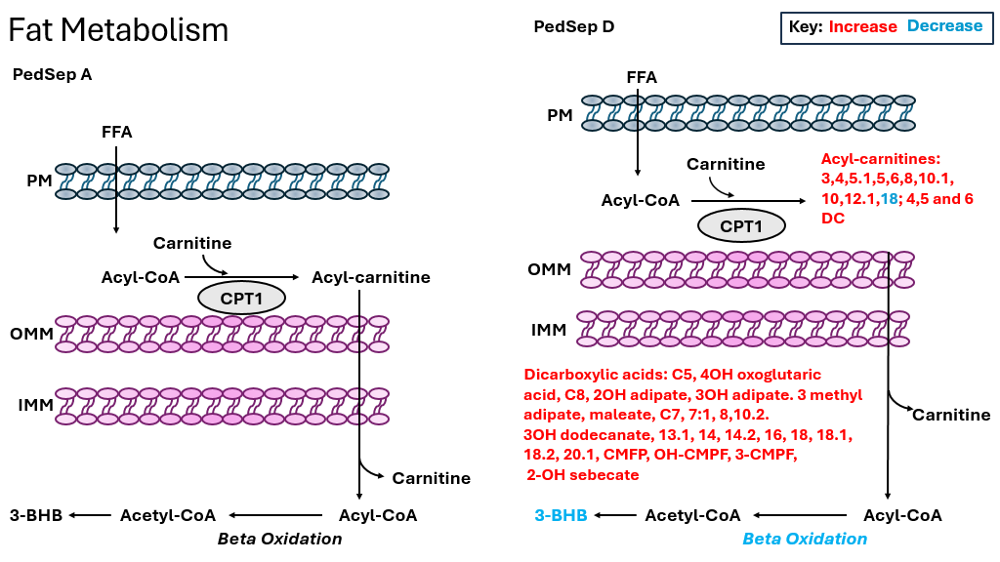 Fat Metabolism
PedSep A
FFA
PM
Carnitine
Acyl-CoA
Acyl-carnitine
CPT1
OMM
IMM
Carnitine
3-BHB
Acetyl-CoA
Acyl-CoA
Beta Oxidation
PedSep D
Key: Increase Decrease
FFA
PM
Carnitine
Acyl-carnitines:
3,4,5.1,5,6,8,10.1,
10,12.1,18; 4,5 and 6
DC
Acyl-CoA
CPT1
OMM
IMM
Dicarboxylic acids: C5, 4OH oxoglutaric
acid, C8, 2OH adipate, 3OH adipate. 3 methyl
adipate, maleate, C7, 7:1, 8,10.2.
3OH dodecanate, 13.1, 14, 14.2, 16, 18, 18.1,
18.2, 20.1, CMFP, OH-CMPF, 3-CMPF,
2-OH sebecate
Carnitine
3-BHB
Acetyl-CoA
Acyl-CoA
Beta Oxidation